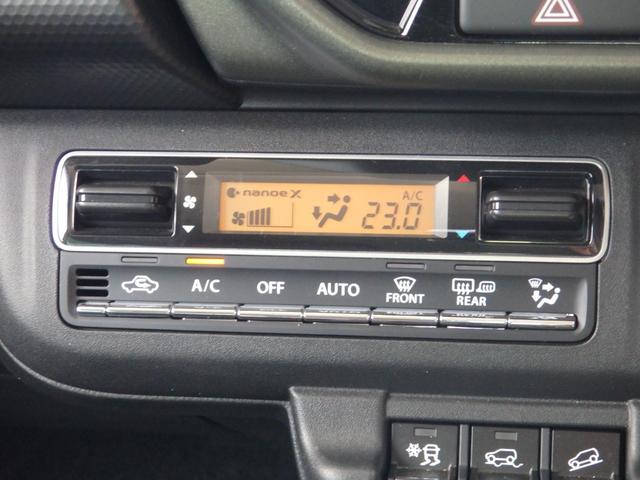 nanoe X
A/C
23.0
A/C OFF AUTO FRONT REAR